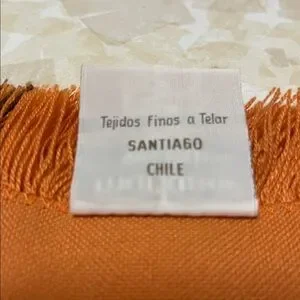 Tejidos Finos a Telar
SANTIAGO
CHILE